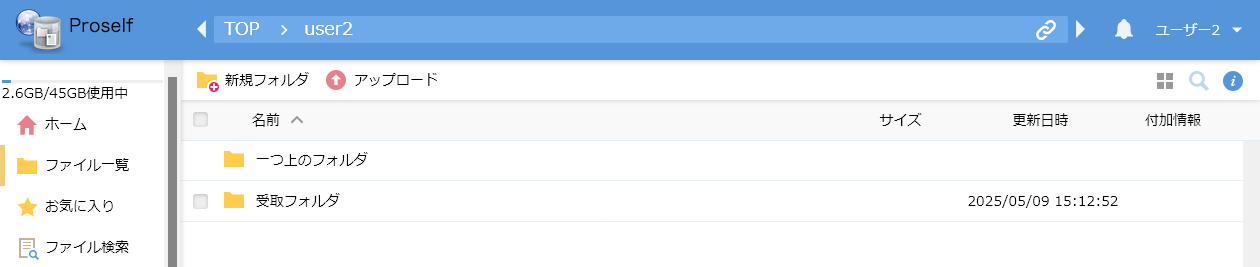 Proself
TOP > user2
ユーザー2
2.6GB/45GB使用中
ホーム
ファイル一覧
お気に入り
ファイル検索
新規フォルダ アップロード
名前 サイズ 更新日時 付加情報
一つ上のフォルダ
受取フォルダ 2025/05/09 15:12:52